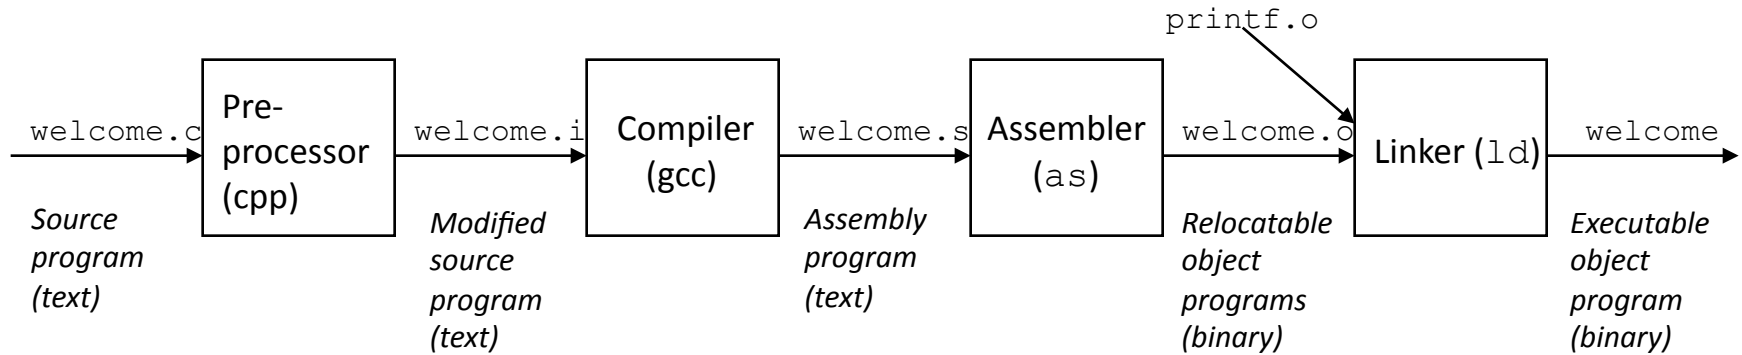 printf.o
welcome.c
Pre-
processor
(cpp)
welcome.i
Compiler
(gcc)
welcome.s
Assembler
(as)
welcome.o
Linker (ld)
welcome
Source
program
(text)
Modified
source
program
(text)
Assembly
program
(text)
Relocatable
object
programs
(binary)
Executable
object
program
(binary)